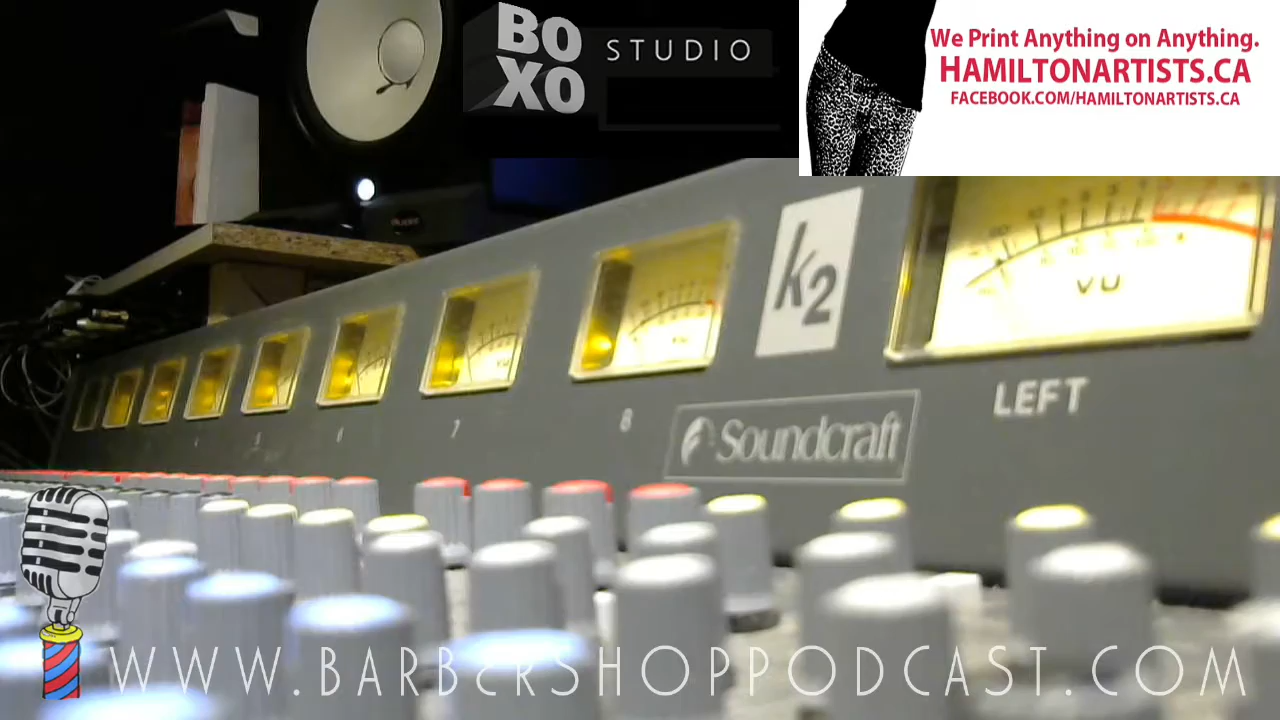 BO
XO
STUDIO
We Print Anything on Anything.
HAMILTONARTISTS.CA
FACEBOOK.COM/HAMILTONARTISTS.CA
k2
VU
LEFT
Soundcraft
7
8
WWW.BARBERSHOPPODCAST.COM